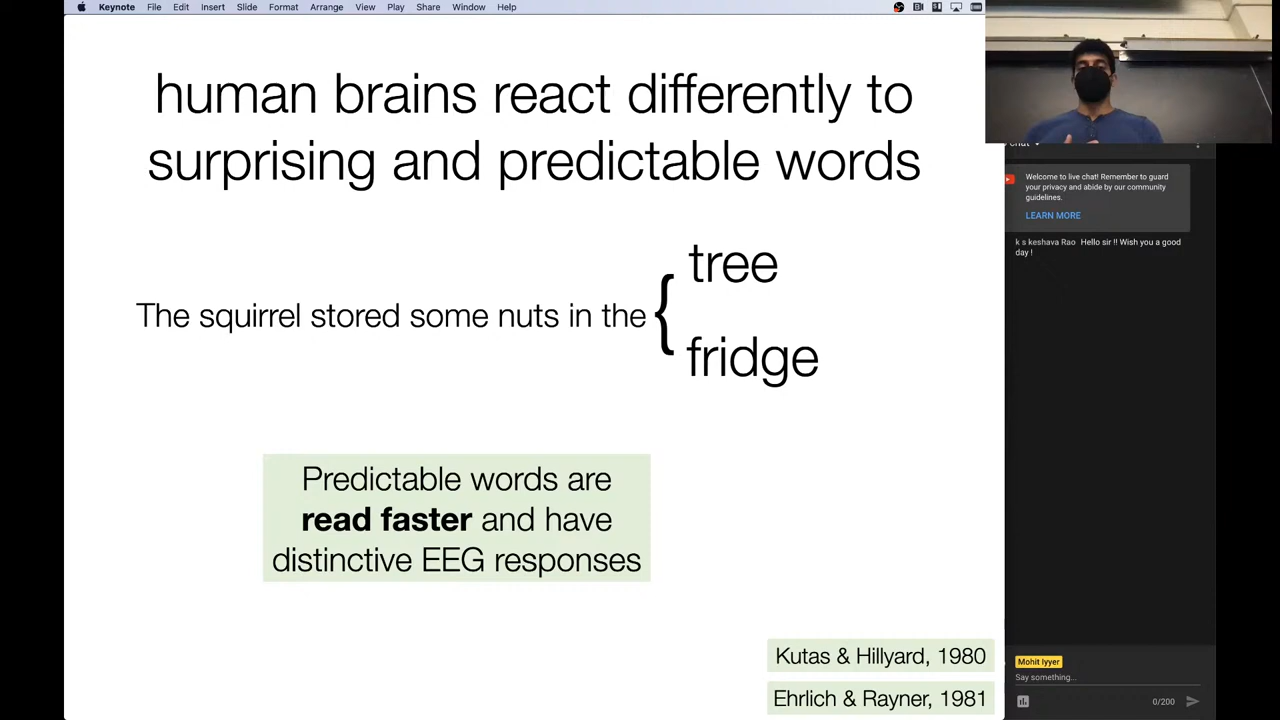 Keynote File Edit Insert Slide Format Arrange View Play Share Window Help
human brains react differently to
surprising and predictable words
The squirrel stored some nuts in the {
tree
fridge
Predictable words are
read faster and have
distinctive EEG responses
Kutas & Hillyard, 1980
Ehrlich & Rayner, 1981
Welcome to live chat! Remember to guard
your privacy and abide by our community
guidelines.
LEARN MORE
k s keshava Rao Hello sir !! Wish you a good
day !
Mohit Iyyer
Say something...
0/200